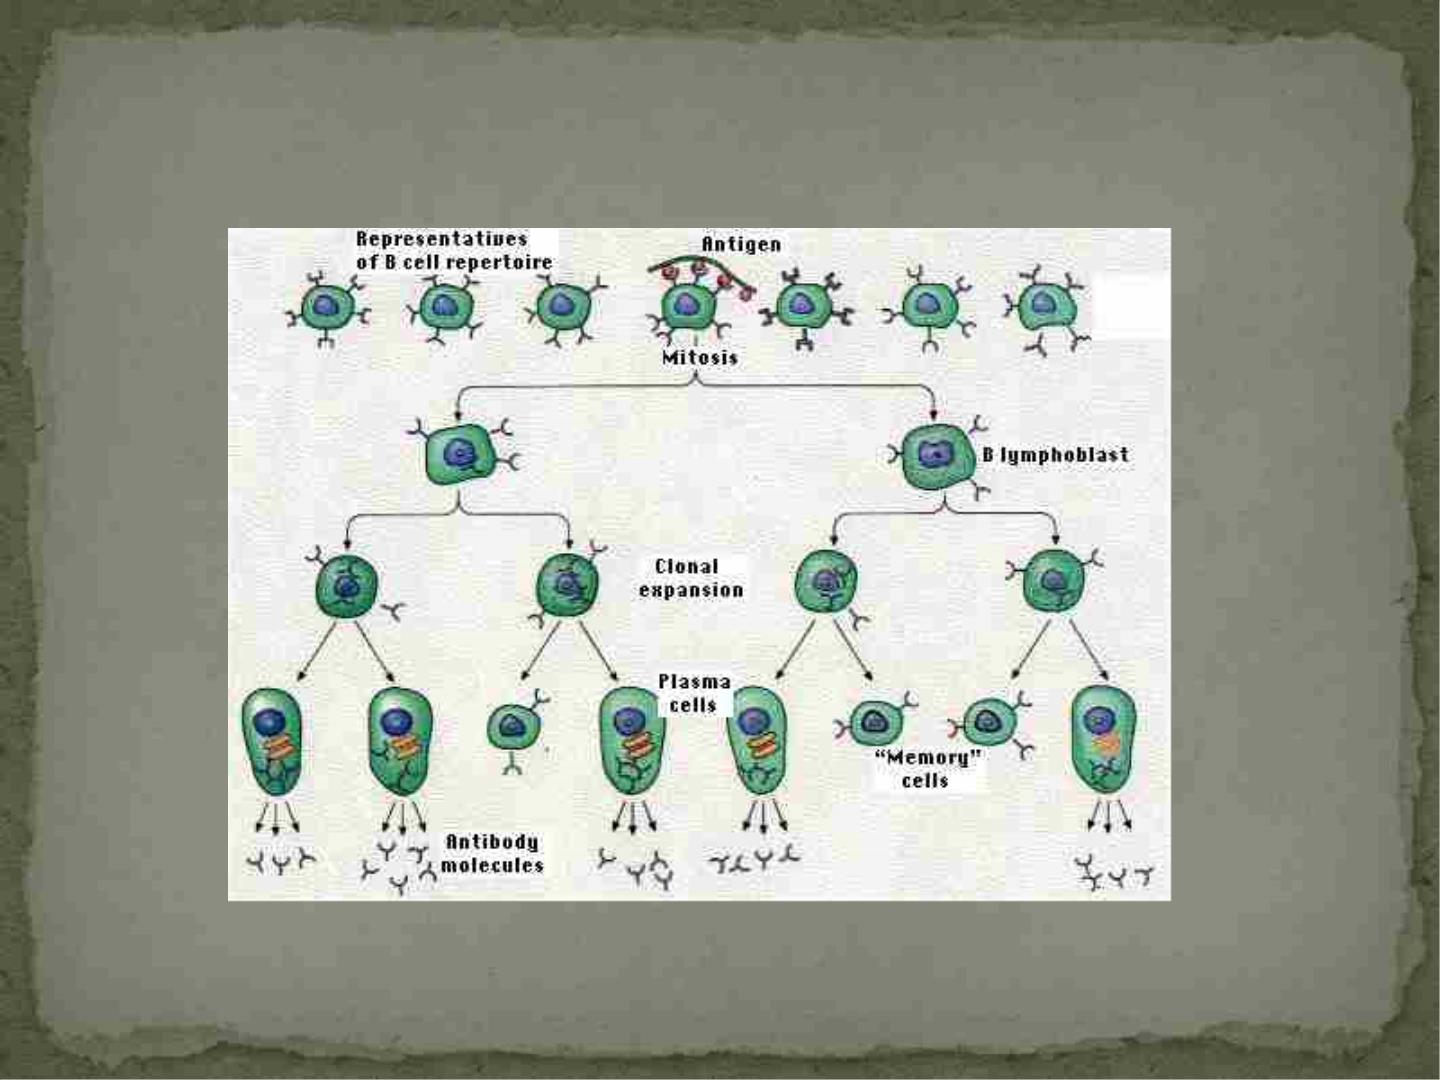 Representatives
of B cell repertoire
Antigen
Mitosis
B lymphoblast
Clonal
expansion
Plasma
cells
“Memory”
cells
Antibody
molecules